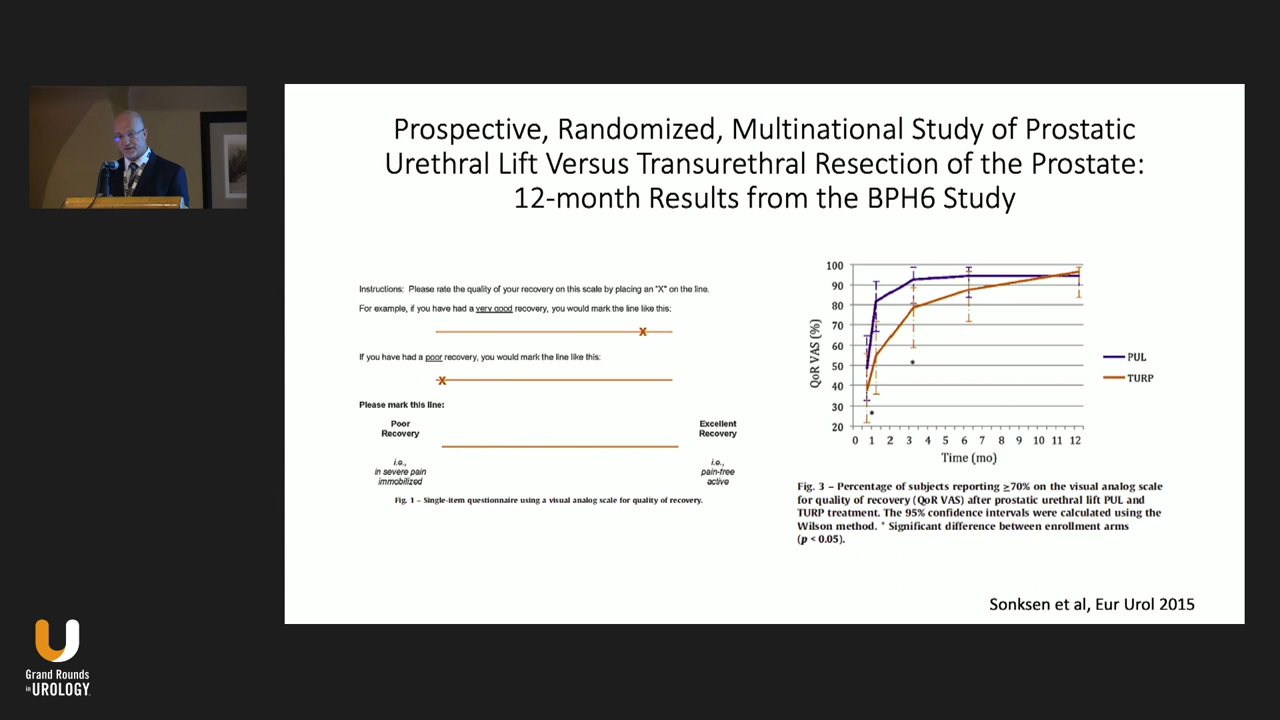 Prospective, Randomized, Multinational Study of Prostatic
Urethral Lift Versus Transurethral Resection of the Prostate:
12-month Results from the BPH6 Study
Instructions: Please rate the quality of your recovery on this scale by placing an "X" on the line.
For example, if you have had a very good recovery, you would mark the line like this:
X
If you have had a poor recovery, you would mark the line like this:
X
Please mark this line:
Poor
Recovery
Excellent
Recovery
i.e.,
in severe pain
immobilized
i.e.,
pain-free
active
Fig. 1 – Single-item questionnaire using a visual analog scale for quality of recovery.
QoR VAS (%)
100
90
80
70
60
50
40
30
20
0 1 2 3 4 5 6 7 8 9 10 11 12
Time (mo)
*
*
PUL
TURP
Fig. 3 – Percentage of subjects reporting ≥70% on the visual analog scale
for quality of recovery (QoR VAS) after prostatic urethral lift PUL and
TURP treatment. The 95% confidence intervals were calculated using the
Wilson method. * Significant difference between enrollment arms
(p < 0.05).
Sonksen et al, Eur Urol 2015
Grand Rounds
in UROLOGY